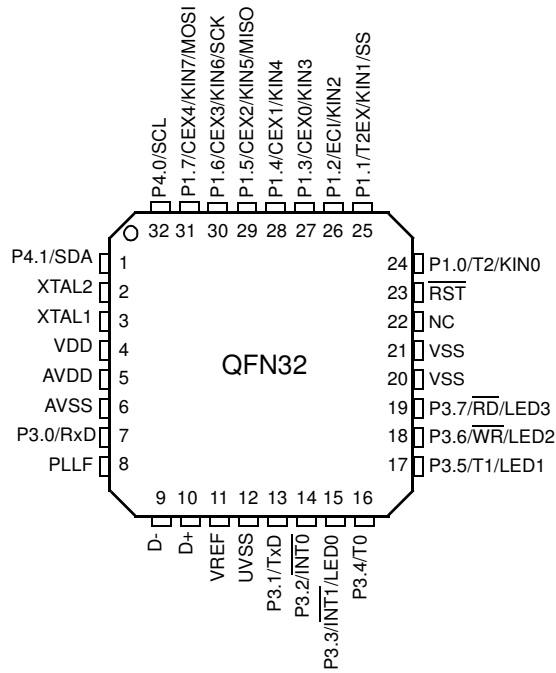 P4.0/SCL
P1.7/CEX4/KIN7/MOSI
P1.6/CEX3/KIN6/SCK
P1.5/CEX2/KIN5/MISO
P1.4/CEX1/KIN4
P1.3/CEX0/KIN3
P1.2/ECI/KIN2
P1.1/T2EX/KIN1/SS
32 31 30 29 28 27 26 25
P4.1/SDA 1
XTAL2 2
XTAL1 3
VDD 4
AVDD 5
AVSS 6
P3.0/RxD 7
PLLF 8
QFN32
24 P1.0/T2/KIN0
23 RST
22 NC
21 VSS
20 VSS
19 P3.7/RD/LED3
18 P3.6/WR/LED2
17 P3.5/T1/LED1
9 10 11 12 13 14 15 16
D-
D+
VREF
UVSS
P3.1/TxD
P3.2/INT0
P3.3/INT1/LED0
P3.4/T0